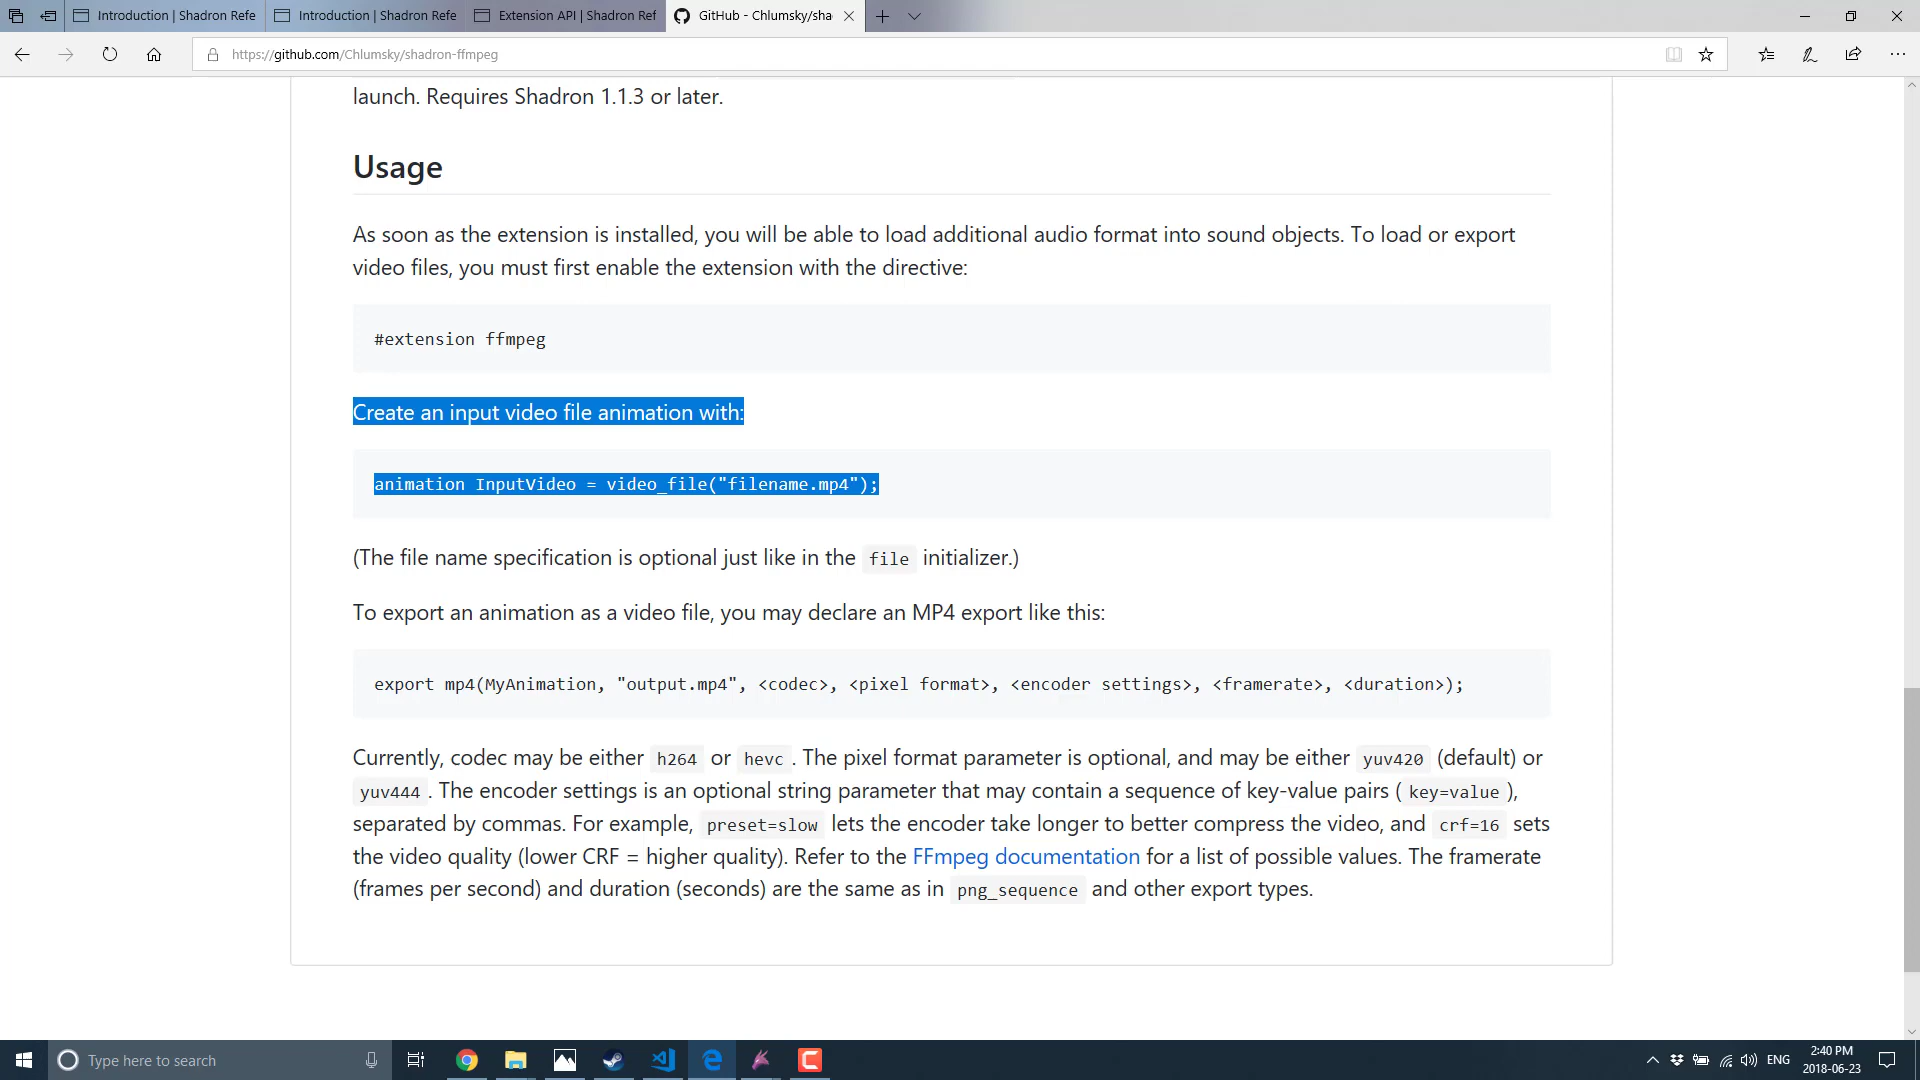 Introduction | Shadron Refe
Introduction | Shadron Refe
Extension API | Shadron Ref
GitHub - Chlumsky/sha
https://github.com/Chlumsky/shadron-ffmpeg
launch. Requires Shadron 1.1.3 or later.
Usage
As soon as the extension is installed, you will be able to load additional audio format into sound objects. To load or export
video files, you must first enable the extension with the directive:
#extension ffmpeg
Create an input video file animation with:
animation InputVideo = video_file("filename.mp4");
(The file name specification is optional just like in the file initializer.)
To export an animation as a video file, you may declare an MP4 export like this:
export mp4(MyAnimation, "output.mp4", <codec>, <pixel format>, <encoder settings>, <framerate>, <duration>);
Currently, codec may be either h264 or hevc . The pixel format parameter is optional, and may be either yuv420 (default) or
yuv444 . The encoder settings is an optional string parameter that may contain a sequence of key-value pairs ( key=value ),
separated by commas. For example, preset=slow lets the encoder take longer to better compress the video, and crf=16 sets
the video quality (lower CRF = higher quality). Refer to the FFmpeg documentation for a list of possible values. The framerate
(frames per second) and duration (seconds) are the same as in png_sequence and other export types.
Type here to search
ENG
2:40 PM
2018-06-23